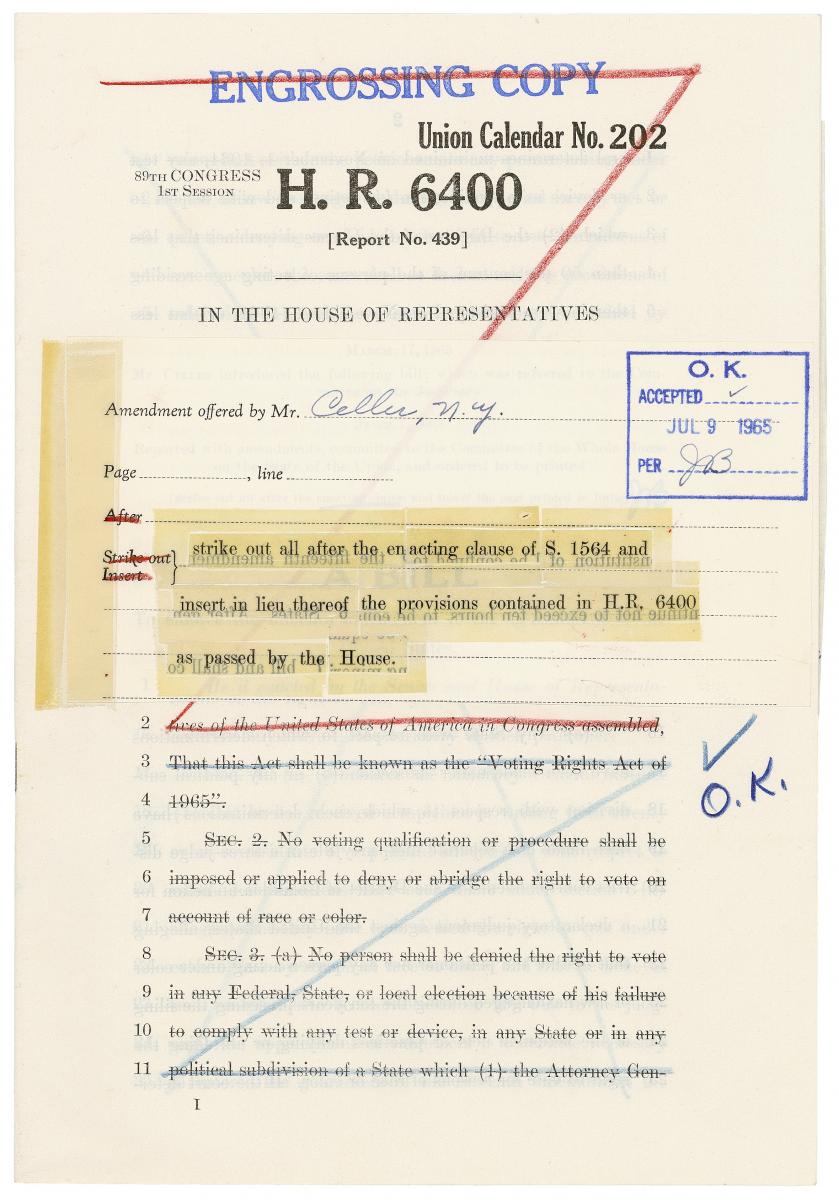 ENGROSSING COPY
Union Calendar No. 202
89TH CONGRESS
1ST SESSION
H. R. 6400
[Report No. 439]
IN THE HOUSE OF REPRESENTATIVES
O. K.
ACCEPTED
JUL 9 1965
PER JB
Amendment offered by Mr. Celler, N.Y.
Page , line
After
Strike out
Insert
strike out all after the enacting clause of S. 1564 and
insert in lieu thereof the provisions contained in H.R. 6400
as passed by the House.
2 tives of the United States of America in Congress assembled,
3 That this Act shall be known as the "Voting Rights Act of
4 1965".
O.K.
5 SEC. 2. No voting qualification or procedure shall be
6 imposed or applied to deny or abridge the right to vote on
7 account of race or color.
8 SEC. 3. (a) No person shall be denied the right to vote
9 in any Federal, State, or local election because of his failure
10 to comply with any test or device, in any State or in any
11 political subdivision of a State which (1) the Attorney Gen-
I